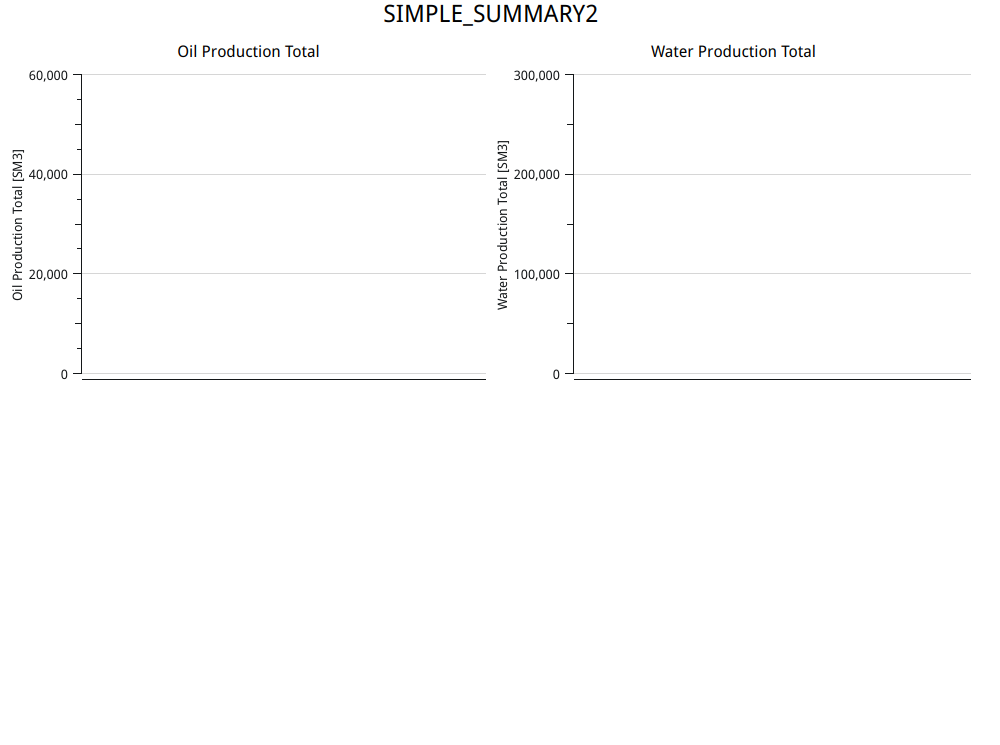 SIMPLE_SUMMARY2
Oil Production Total
Water Production Total
Oil Production Total [SM3]
60,000
40,000
20,000
0
Water Production Total [SM3]
300,000
200,000
100,000
0